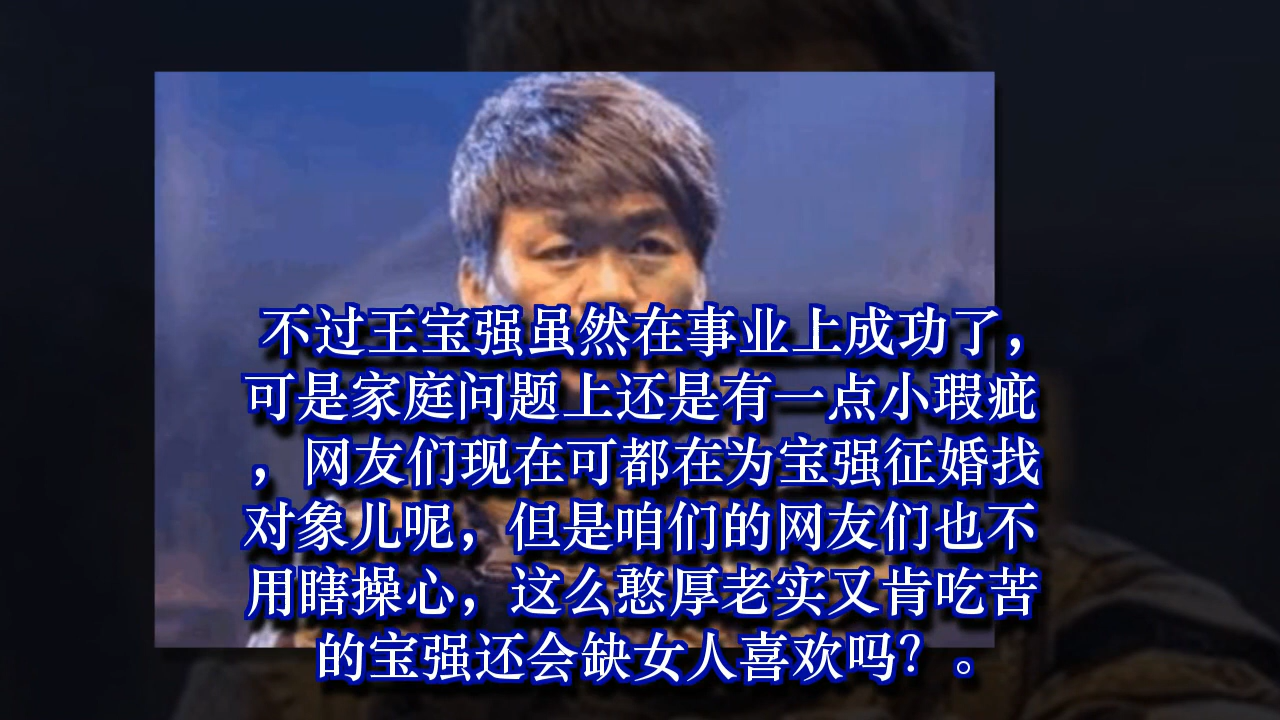 不过王宝强虽然在事业上成功了，
可是家庭问题上还是有一点小瑕疵
，网友们现在可都在为宝强征婚找
对象儿呢，但是咱们的网友们也不
用瞎操心，这么憨厚老实又肯吃苦
的宝强还会缺女人喜欢吗？。